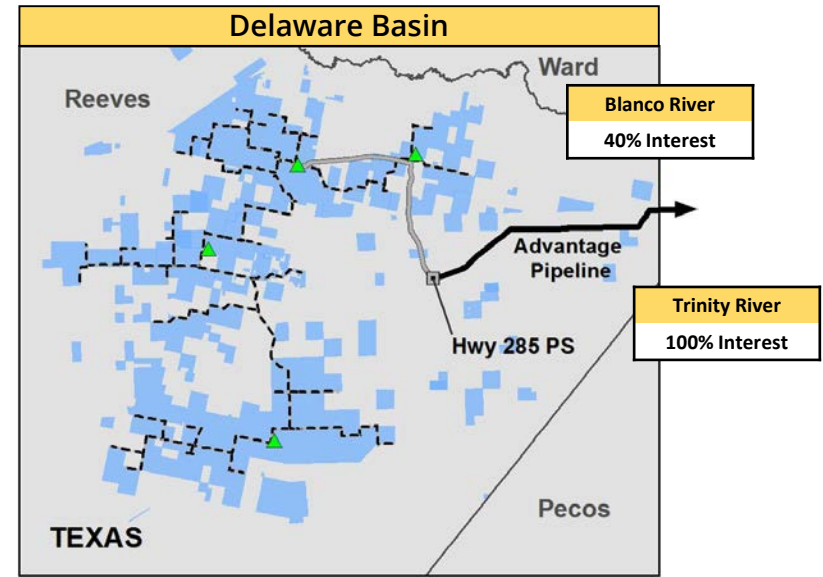 Delaware Basin
Ward
Reeves
Blanco River
40% Interest
Advantage
Pipeline
Trinity River
100% Interest
Hwy 285 PS
Pecos
TEXAS